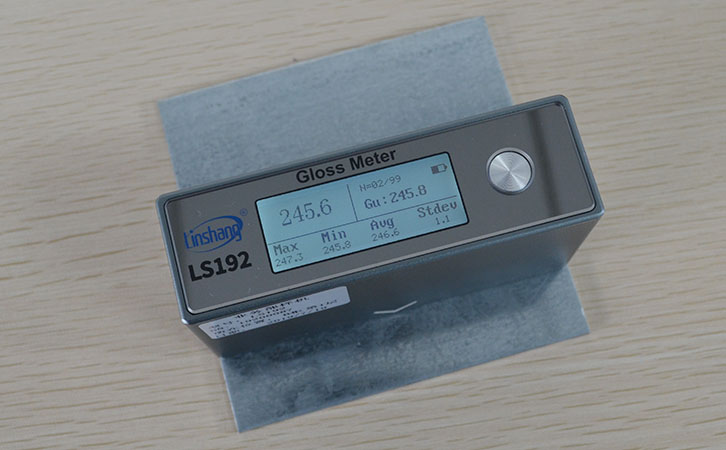 Gloss Meter
Linshang®
LS192
245.6
N=02/99
Gu:245.8
Max Min Avg Stdev
247.3 245.8 246.6 1.1